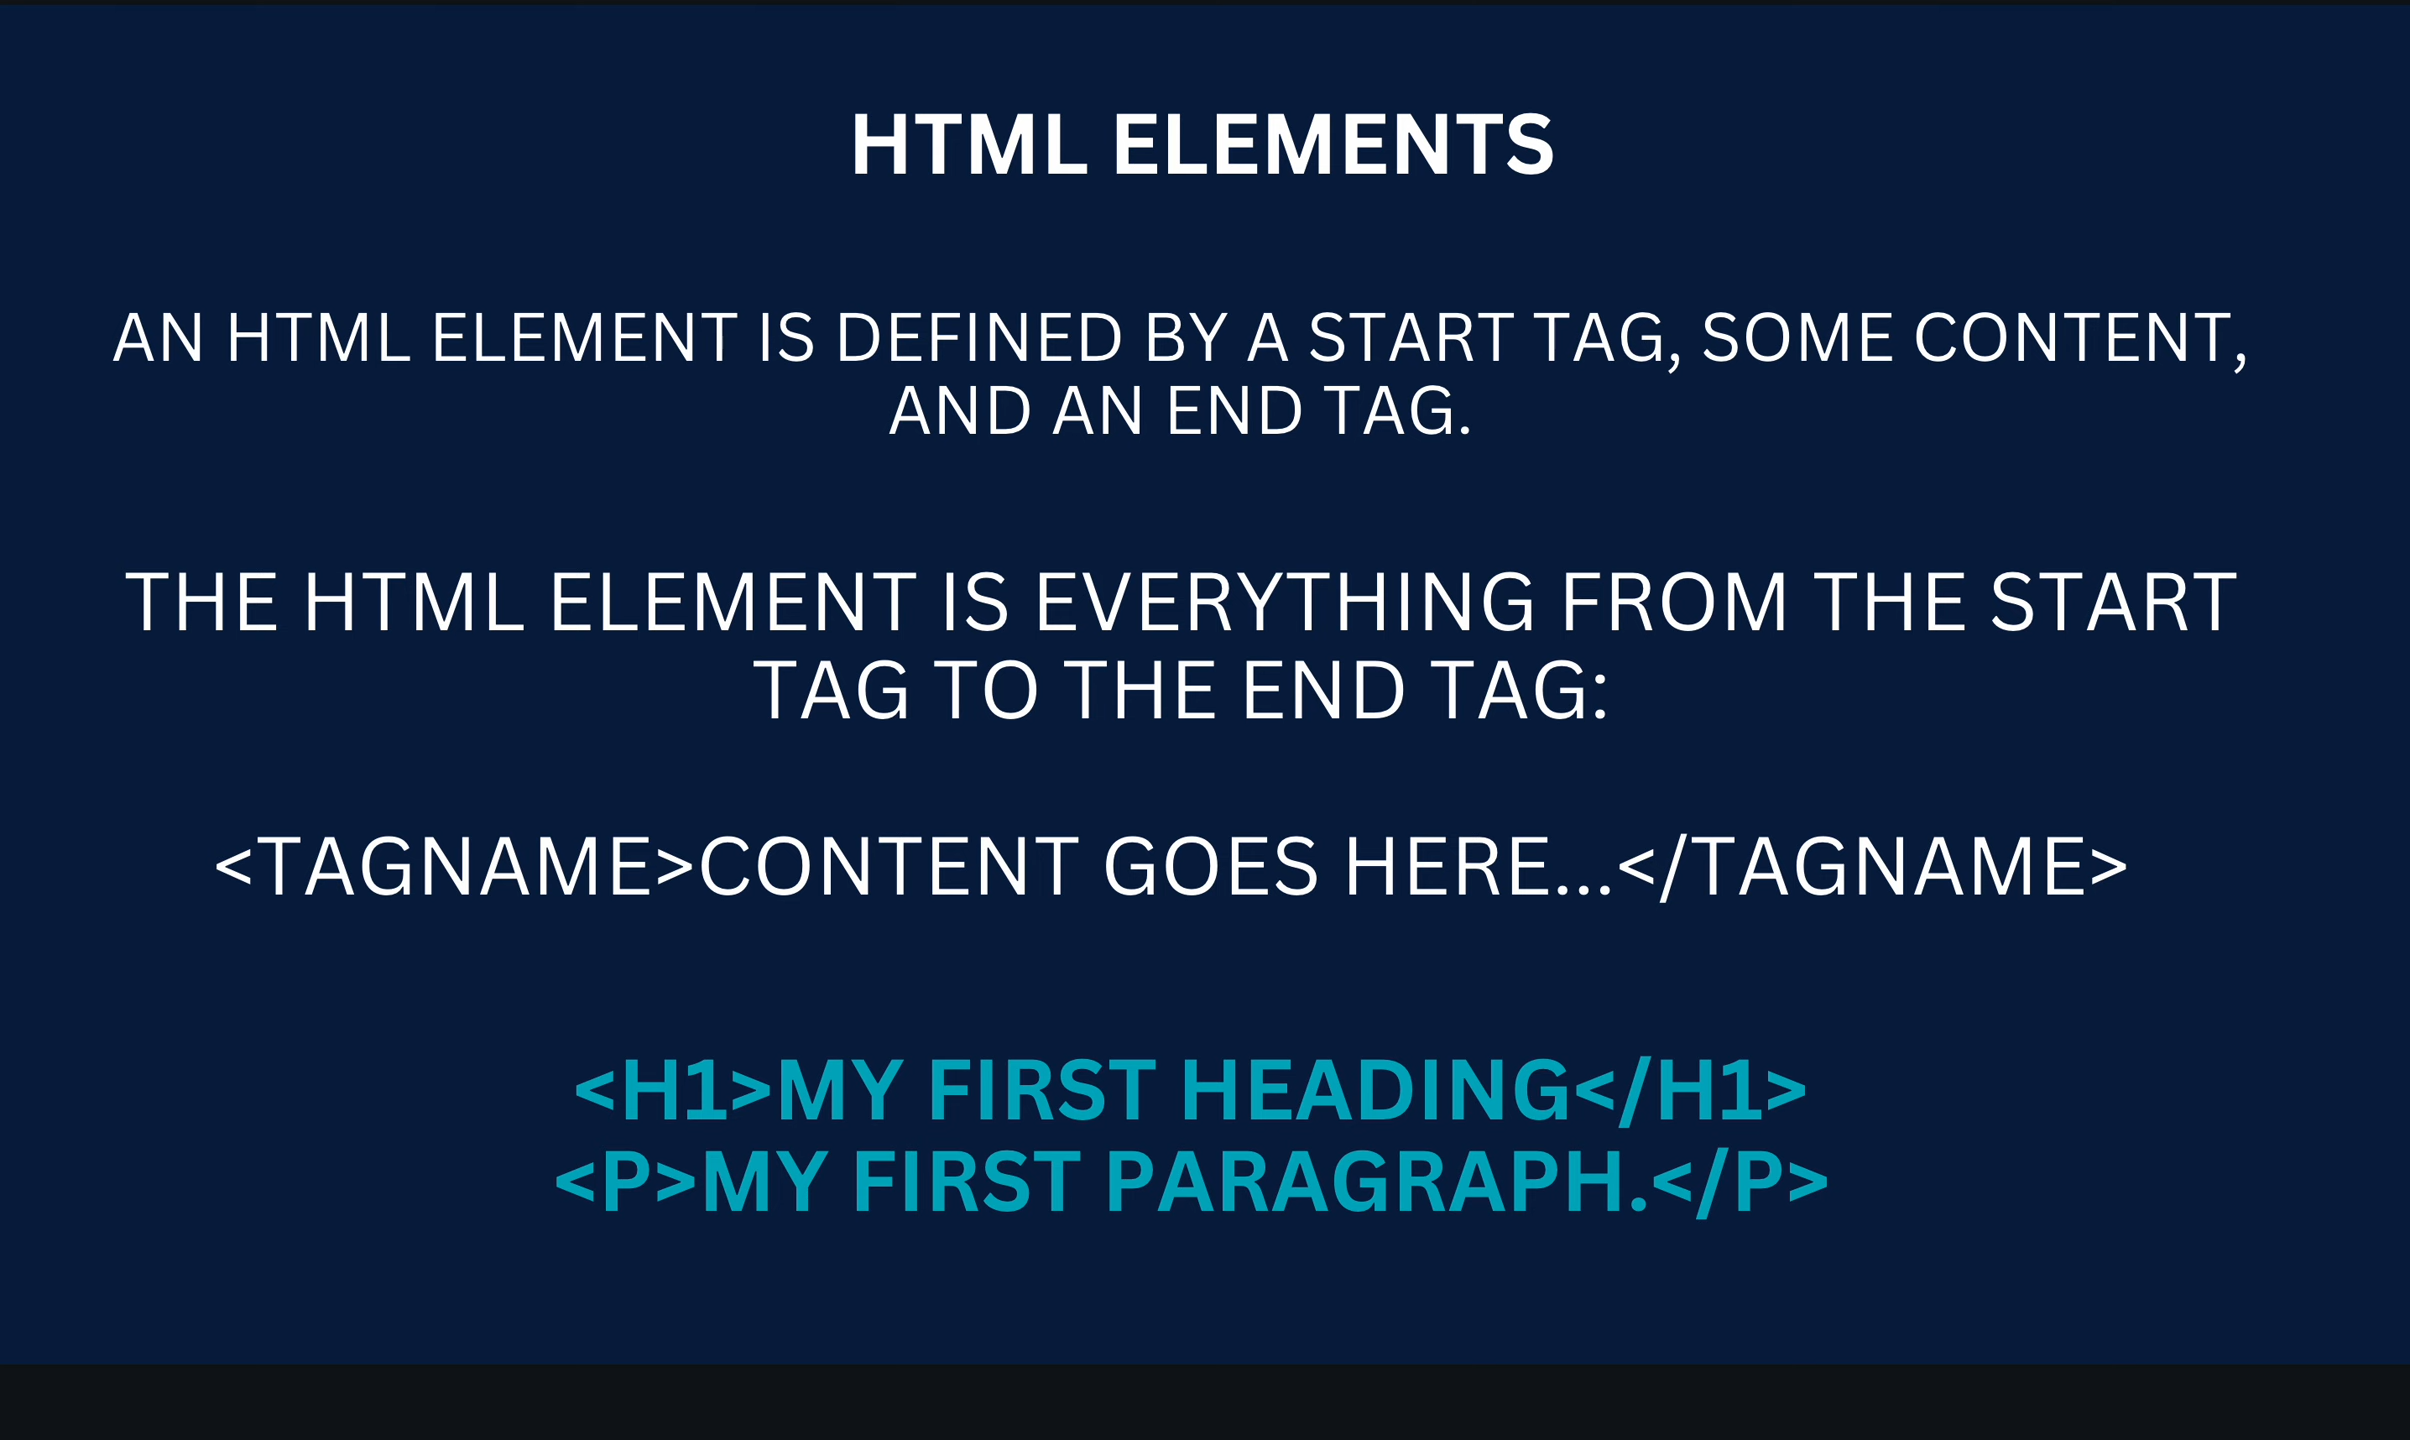 HTML ELEMENTS
AN HTML ELEMENT IS DEFINED BY A START TAG, SOME CONTENT,
AND AN END TAG.
THE HTML ELEMENT IS EVERYTHING FROM THE START
TAG TO THE END TAG:
<TAGNAME>CONTENT GOES HERE...</TAGNAME>
<H1>MY FIRST HEADING</H1>
<P>MY FIRST PARAGRAPH.</P>